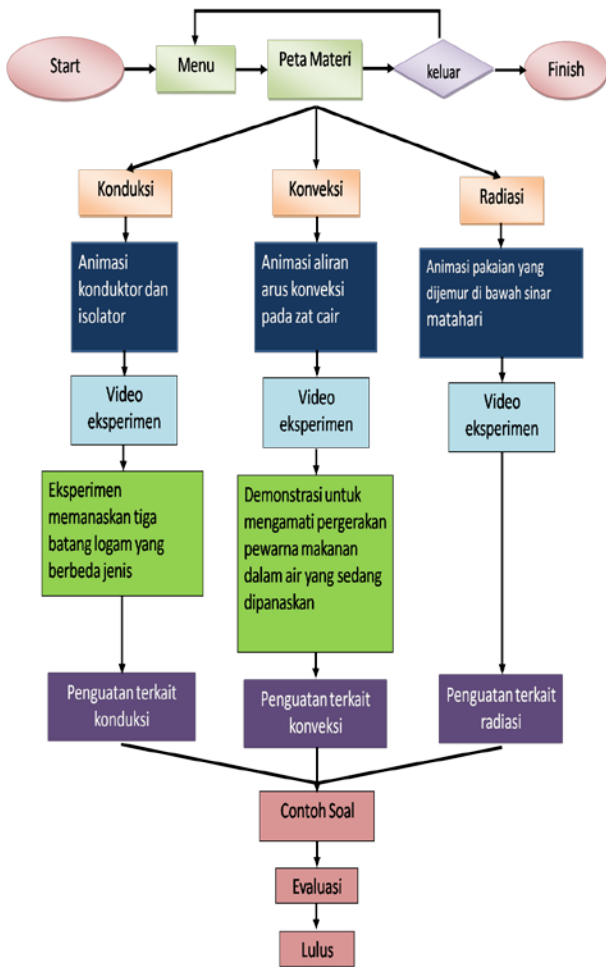 Start
Menu
Peta Materi
keluar
Finish
Konduksi
Konveksi
Radiasi
Animasi
konduktor dan
isolator
Animasi aliran
arus konveksi
pada zat cair
Animasi pakaian yang
dijemur di bawah sinar
matahari
Video
eksperimen
Video
eksperimen
Video
eksperimen
Eksperimen
memanaskan tiga
batang logam yang
berbeda jenis
Demonstrasi untuk
mengamati pergerakan
pewarna makanan
dalam air yang sedang
dipanaskan
Penguatan terkait
konduksi
Penguatan terkait
konveksi
Penguatan terkait
radiasi
Contoh Soal
Evaluasi
Lulus